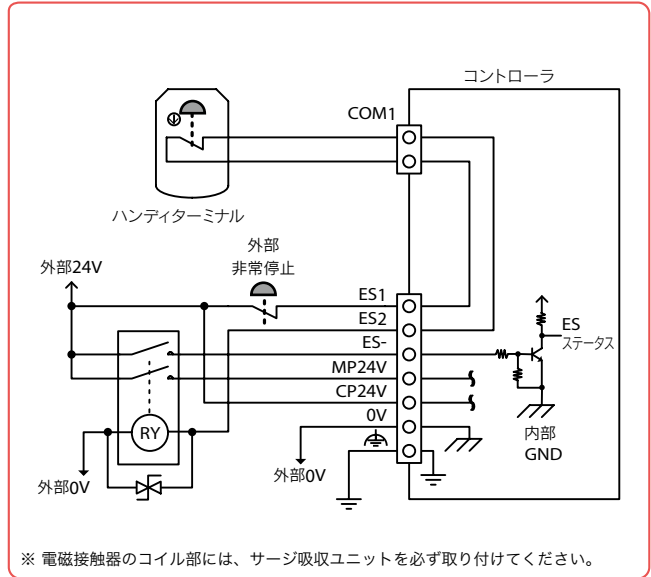 コントローラ
COM1
ハンディターミナル
外部
非常停止
外部24V
ES1
ES2
ES-
MP24V
CP24V
0V
ES
ステータス
RY
内部
GND
外部0V
外部0V
※ 電磁接触器のコイル部には、サージ吸収ユニットを必ず取り付けてください。